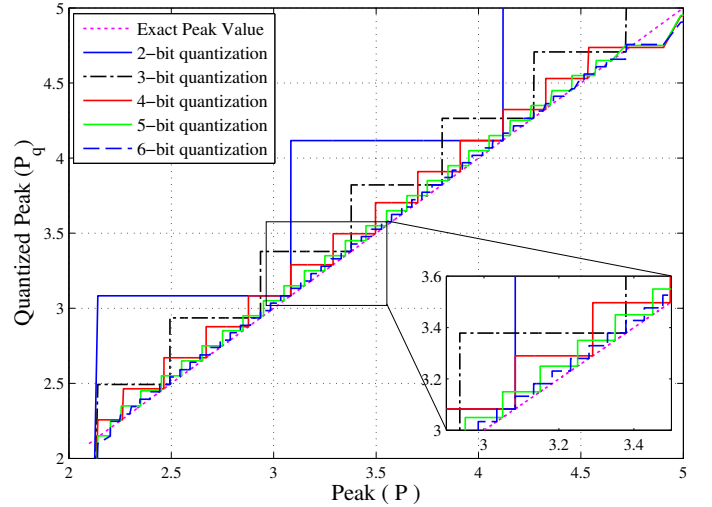 Exact Peak Value
2−bit quantization
3−bit quantization
4−bit quantization
5−bit quantization
6−bit quantization
5
4.5
4
3.5
3
2.5
2
Quantized Peak (P_q)
2
2.5
3
3.5
4
4.5
5
Peak ( P )
3.6
3.4
3.2
3
3
3.2
3.4